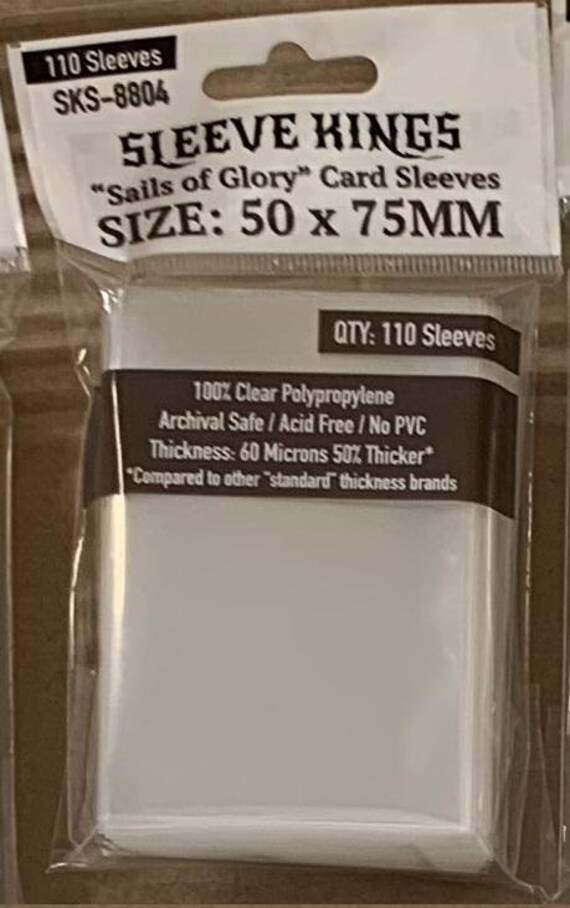 110 Sleeves
SKS-8804
SLEEVE KINGS
"Sails of Glory" Card Sleeves
SIZE: 50 x 75MM
QTY: 110 Sleeves
100% Clear Polypropylene
Archival Safe / Acid Free / No PVC
Thickness: 60 Microns 50% Thicker*
*Compared to other "standard" thickness brands